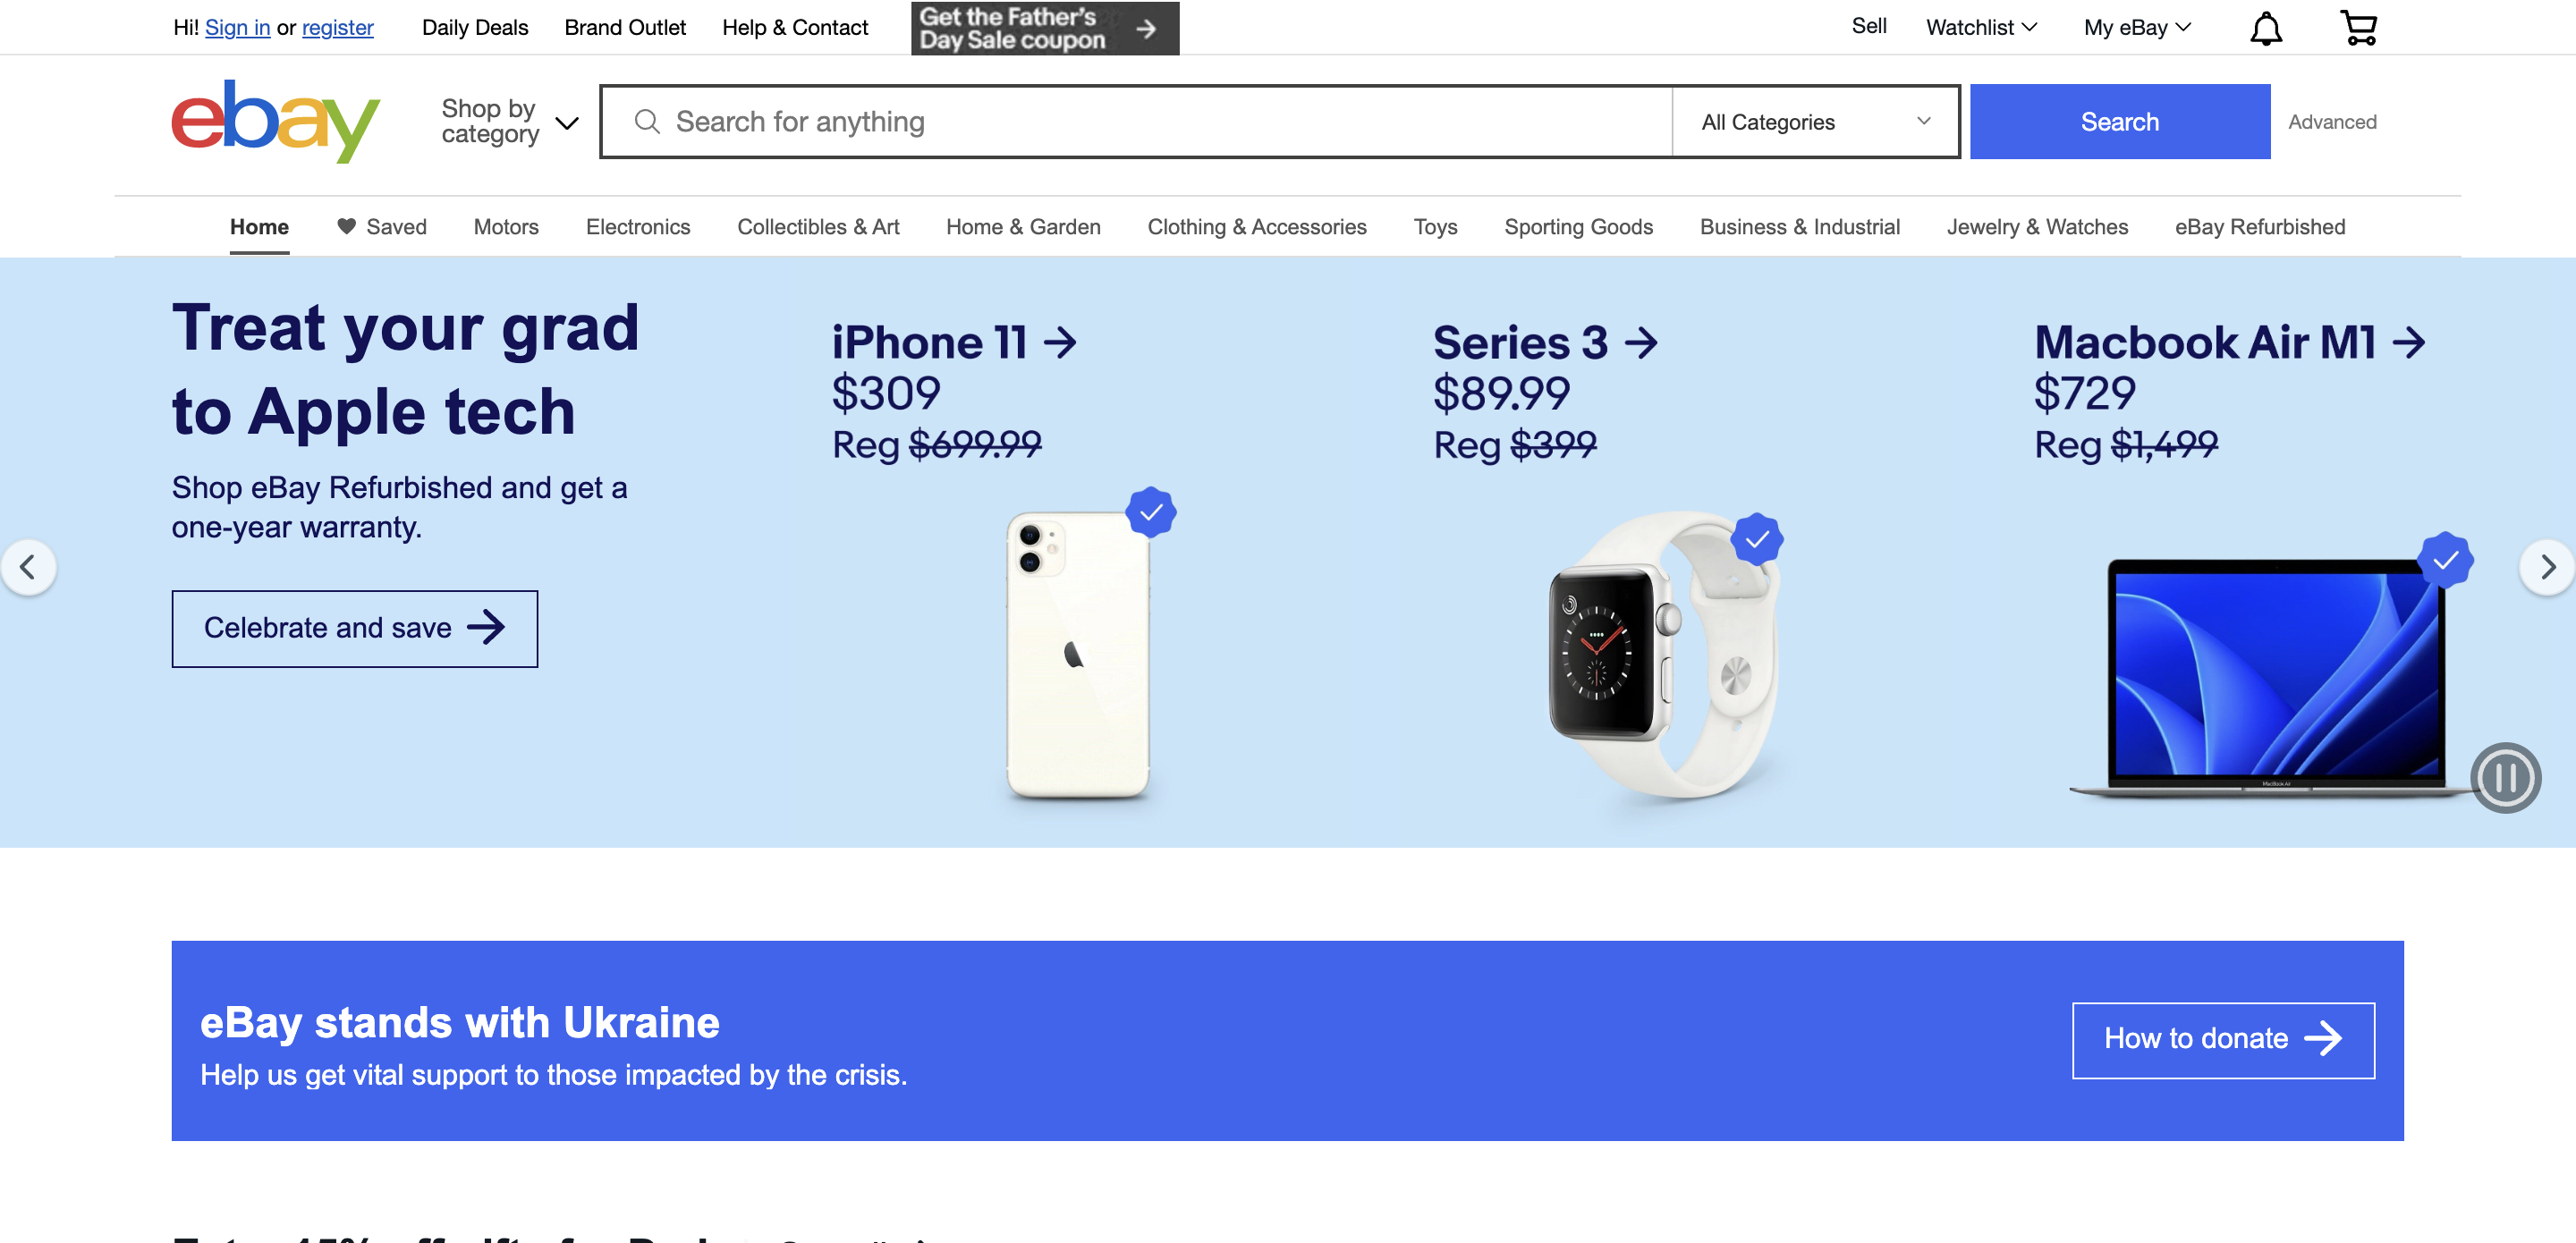 Hi! Sign in or register
Daily Deals
Brand Outlet
Help & Contact
Get the Father's
Day Sale coupon
Sell
Watchlist
My eBay
ebay
Shop by
category
Search for anything
All Categories
Search
Advanced
Home
Saved
Motors
Electronics
Collectibles & Art
Home & Garden
Clothing & Accessories
Toys
Sporting Goods
Business & Industrial
Jewelry & Watches
eBay Refurbished
Treat your grad
to Apple tech
Shop eBay Refurbished and get a
one-year warranty.
Celebrate and save
iPhone 11
$309
Reg $699.99
Series 3
$89.99
Reg $399
Macbook Air M1
$729
Reg $1,499
MacBook Air
eBay stands with Ukraine
Help us get vital support to those impacted by the crisis.
How to donate